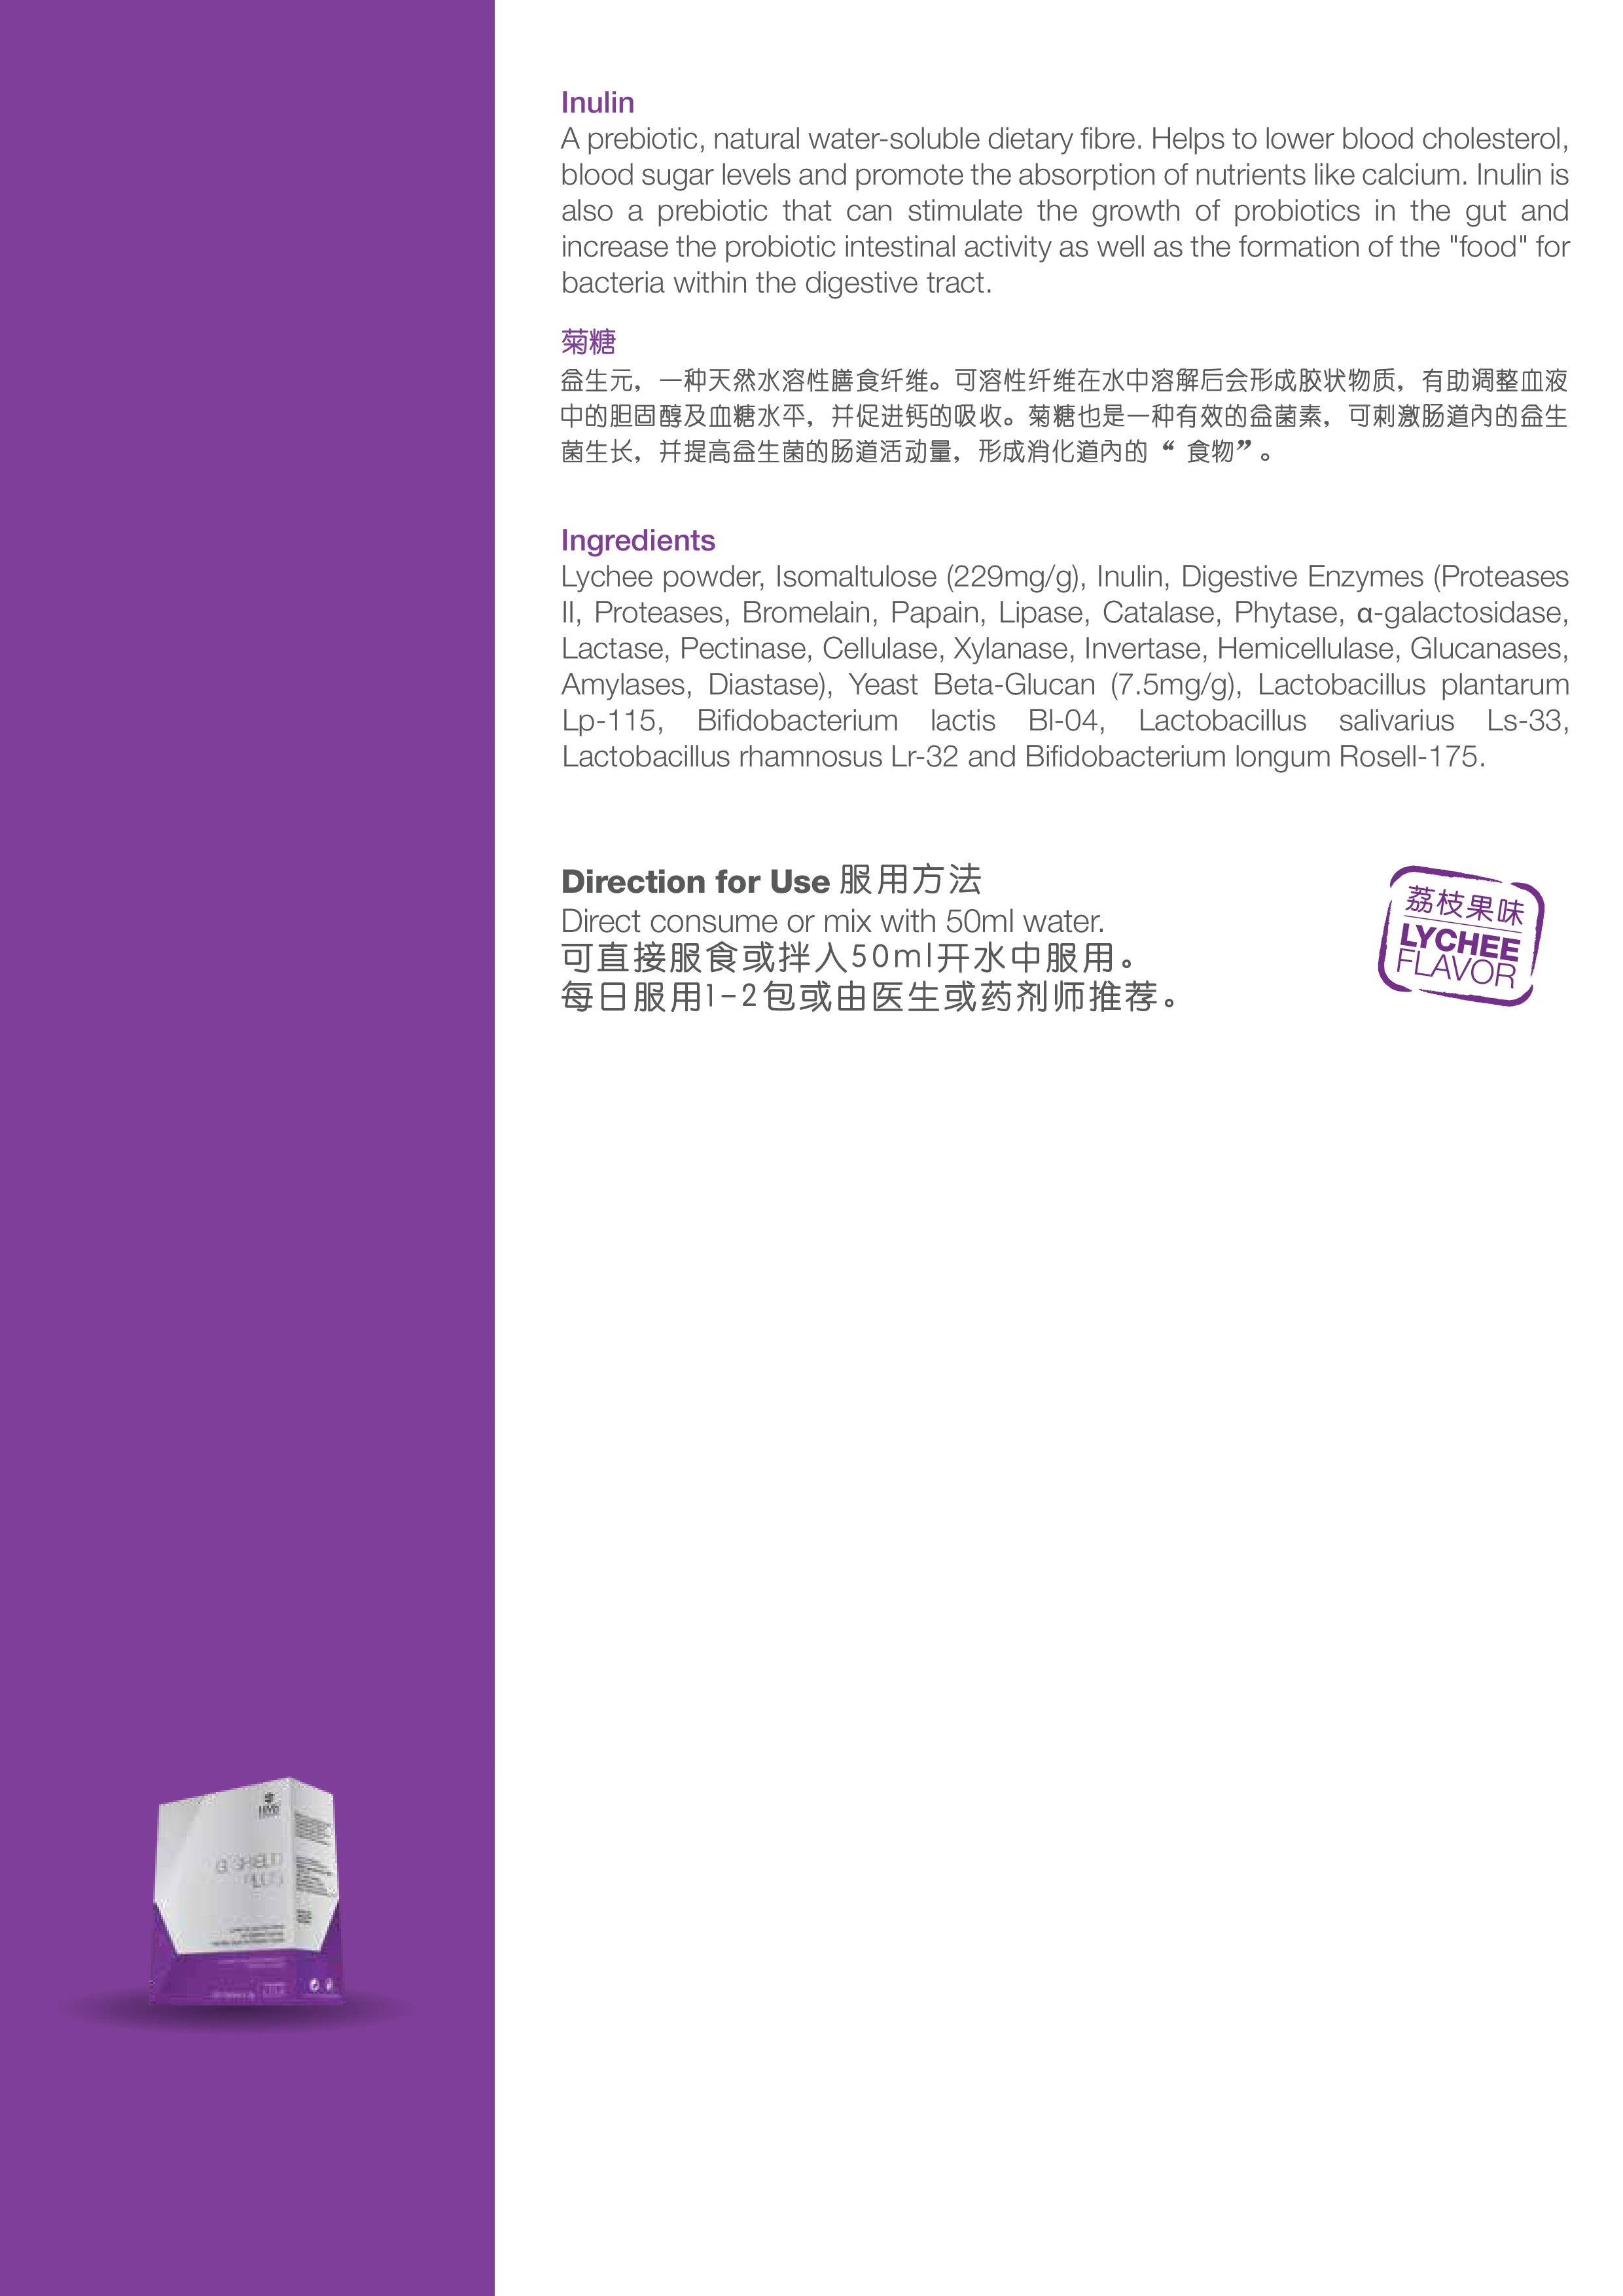 Inulin
A prebiotic, natural water-soluble dietary fibre. Helps to lower blood cholesterol,
blood sugar levels and promote the absorption of nutrients like calcium. Inulin is
also a prebiotic that can stimulate the growth of probiotics in the gut and
increase the probiotic intestinal activity as well as the formation of the "food" for
bacteria within the digestive tract.
菊糖
益生元，一种天然水溶性膳食纤维。可溶性纤维在水中溶解后会形成胶状物质，有助调整血液
中的胆固醇及血糖水平，并促进钙的吸收。菊糖也是一种有效的益菌素，可刺激肠道內的益生
菌生长，并提高益生菌的肠道活动量，形成消化道內的“ 食物”。
Ingredients
Lychee powder, Isomaltulose (229mg/g), Inulin, Digestive Enzymes (Proteases
II, Proteases, Bromelain, Papain, Lipase, Catalase, Phytase, α-galactosidase,
Lactase, Pectinase, Cellulase, Xylanase, Invertase, Hemicellulase, Glucanases,
Amylases, Diastase), Yeast Beta-Glucan (7.5mg/g), Lactobacillus plantarum
Lp-115, Bifidobacterium lactis Bl-04, Lactobacillus salivarius Ls-33,
Lactobacillus rhamnosus Lr-32 and Bifidobacterium longum Rosell-175.
Direction for Use 服用方法
Direct consume or mix with 50ml water.
可直接服食或拌入50ml开水中服用。
每日服用1-2包或由医生或药剂师推荐。
荔枝果味
LYCHEE
FLAVOR
G SHIELD
PLUS